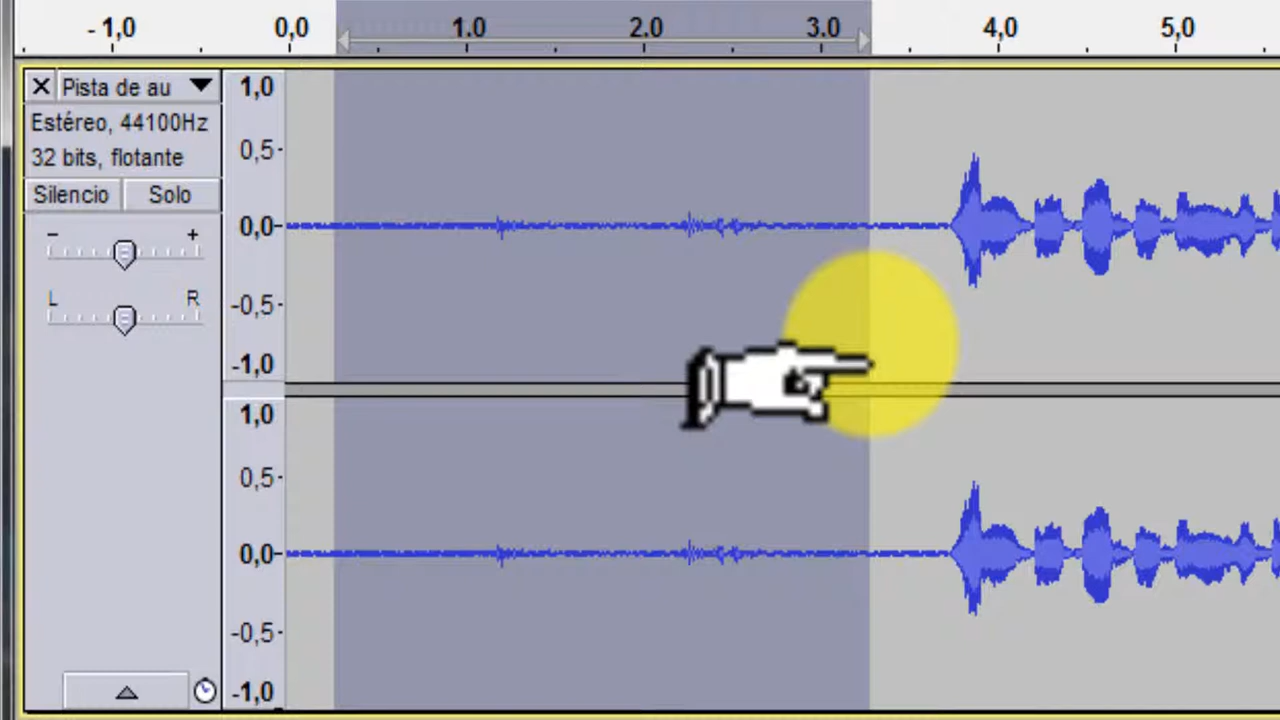 - 1,0 0,0 1.0 2.0 3.0 4,0 5,0
X Pista de au
Estéreo, 44100Hz
32 bits, flotante
Silencio Solo
- +
L R
1,0
0,5-
0,0-
-0,5-
-1,0
1,0
0,5-
0,0-
-0,5-
-1,0